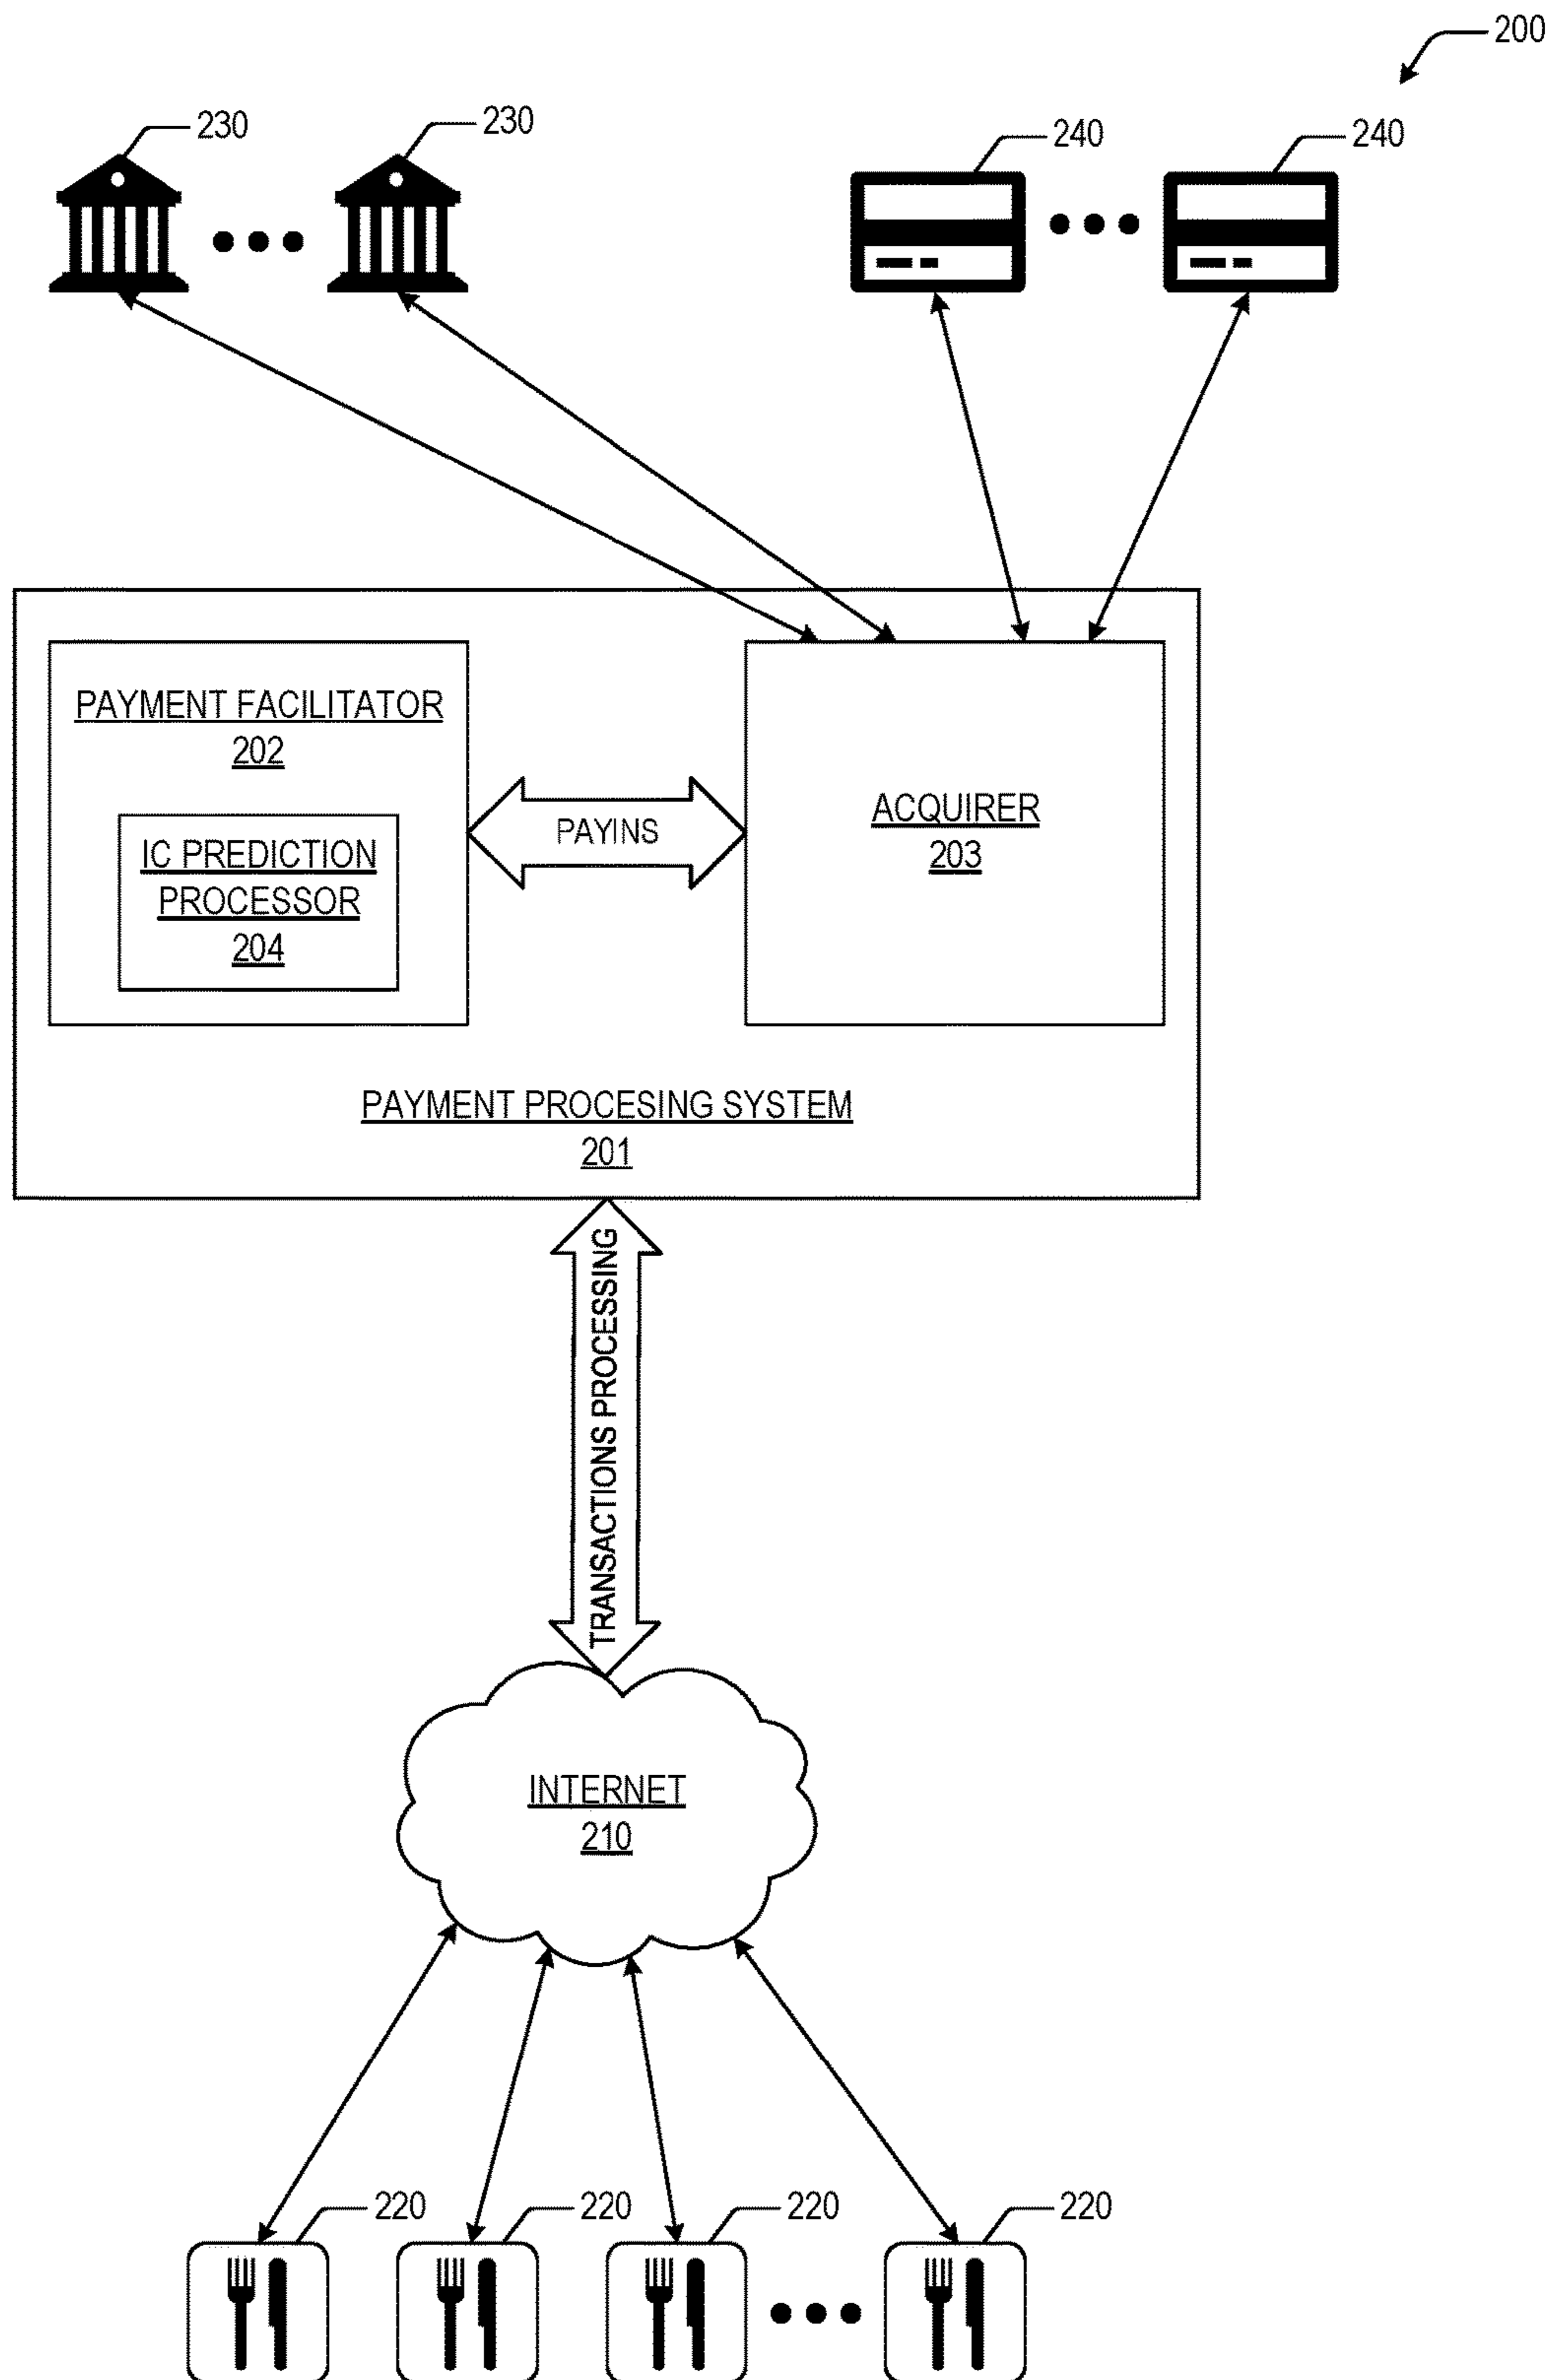 200
230
230
240
240
PAYMENT FACILITATOR
202
IC PREDICTION
PROCESSOR
204
PAYINS
ACQUIRER
203
PAYMENT PROCESING SYSTEM
201
TRANSACTIONS PROCESSING
INTERNET
210
220
220
220
220